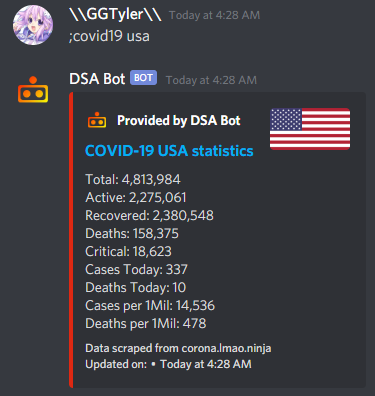 \\GGTyler\\ Today at 4:28 AM
;covid19 usa
DSA Bot BOT Today at 4:28 AM
Provided by DSA Bot
COVID-19 USA statistics
Total: 4,813,984
Active: 2,275,061
Recovered: 2,380,548
Deaths: 158,375
Critical: 18,623
Cases Today: 337
Deaths Today: 10
Cases per 1Mil: 14,536
Deaths per 1Mil: 478
Data scraped from corona.lmao.ninja
Updated on: • Today at 4:28 AM